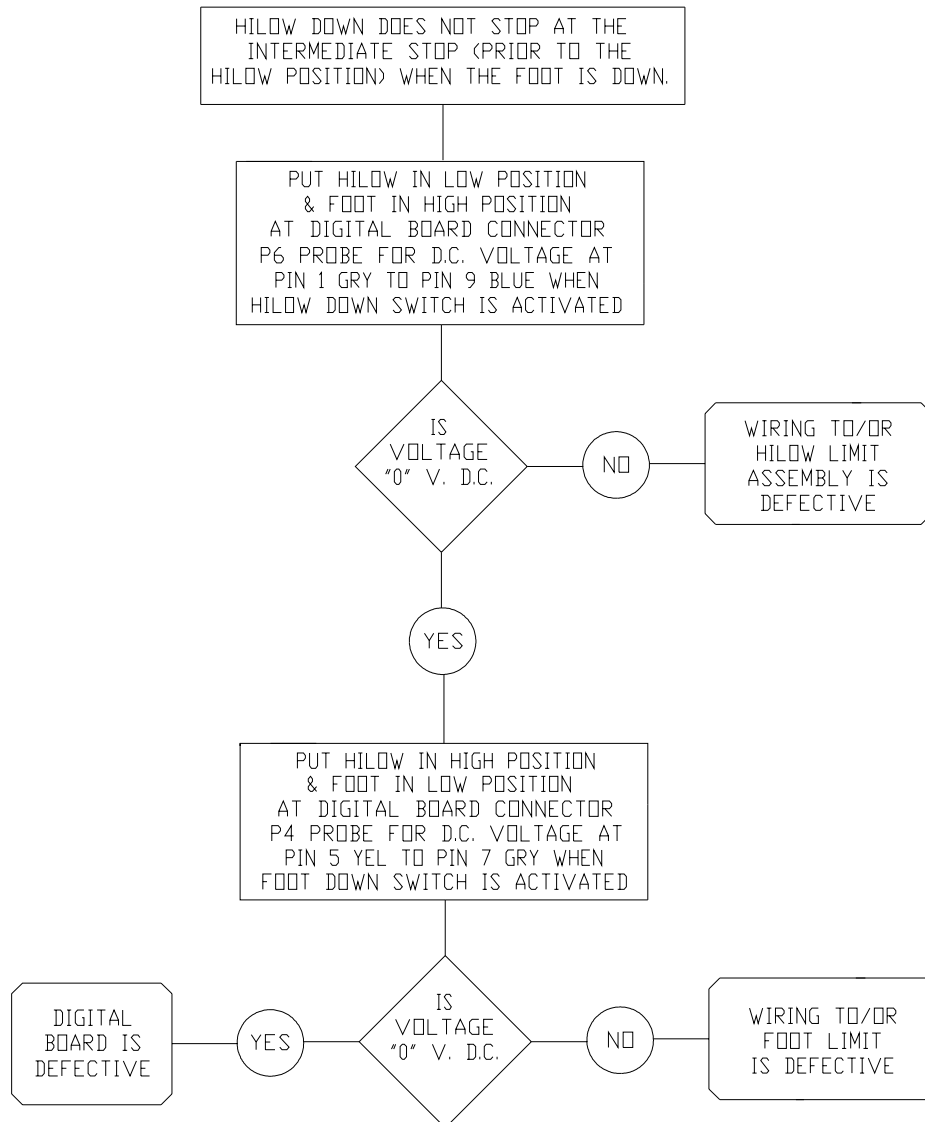 HILOW DOWN DOES NOT STOP AT THE
INTERMEDIATE STOP (PRIOR TO THE
HILOW POSITION) WHEN THE FOOT IS DOWN.
PUT HILOW IN LOW POSITION
& FOOT IN HIGH POSITION
AT DIGITAL BOARD CONNECTOR
P6 PROBE FOR D.C. VOLTAGE AT
PIN 1 GRY TO PIN 9 BLUE WHEN
HILOW DOWN SWITCH IS ACTIVATED
IS
VOLTAGE
"0" V. D.C.
NO
WIRING TO/OR
HILOW LIMIT
ASSEMBLY IS
DEFECTIVE
YES
PUT HILOW IN HIGH POSITION
& FOOT IN LOW POSITION
AT DIGITAL BOARD CONNECTOR
P4 PROBE FOR D.C. VOLTAGE AT
PIN 5 YEL TO PIN 7 GRY WHEN
FOOT DOWN SWITCH IS ACTIVATED
IS
VOLTAGE
"0" V. D.C.
YES
DIGITAL
BOARD IS
DEFECTIVE
NO
WIRING TO/OR
FOOT LIMIT
IS DEFECTIVE